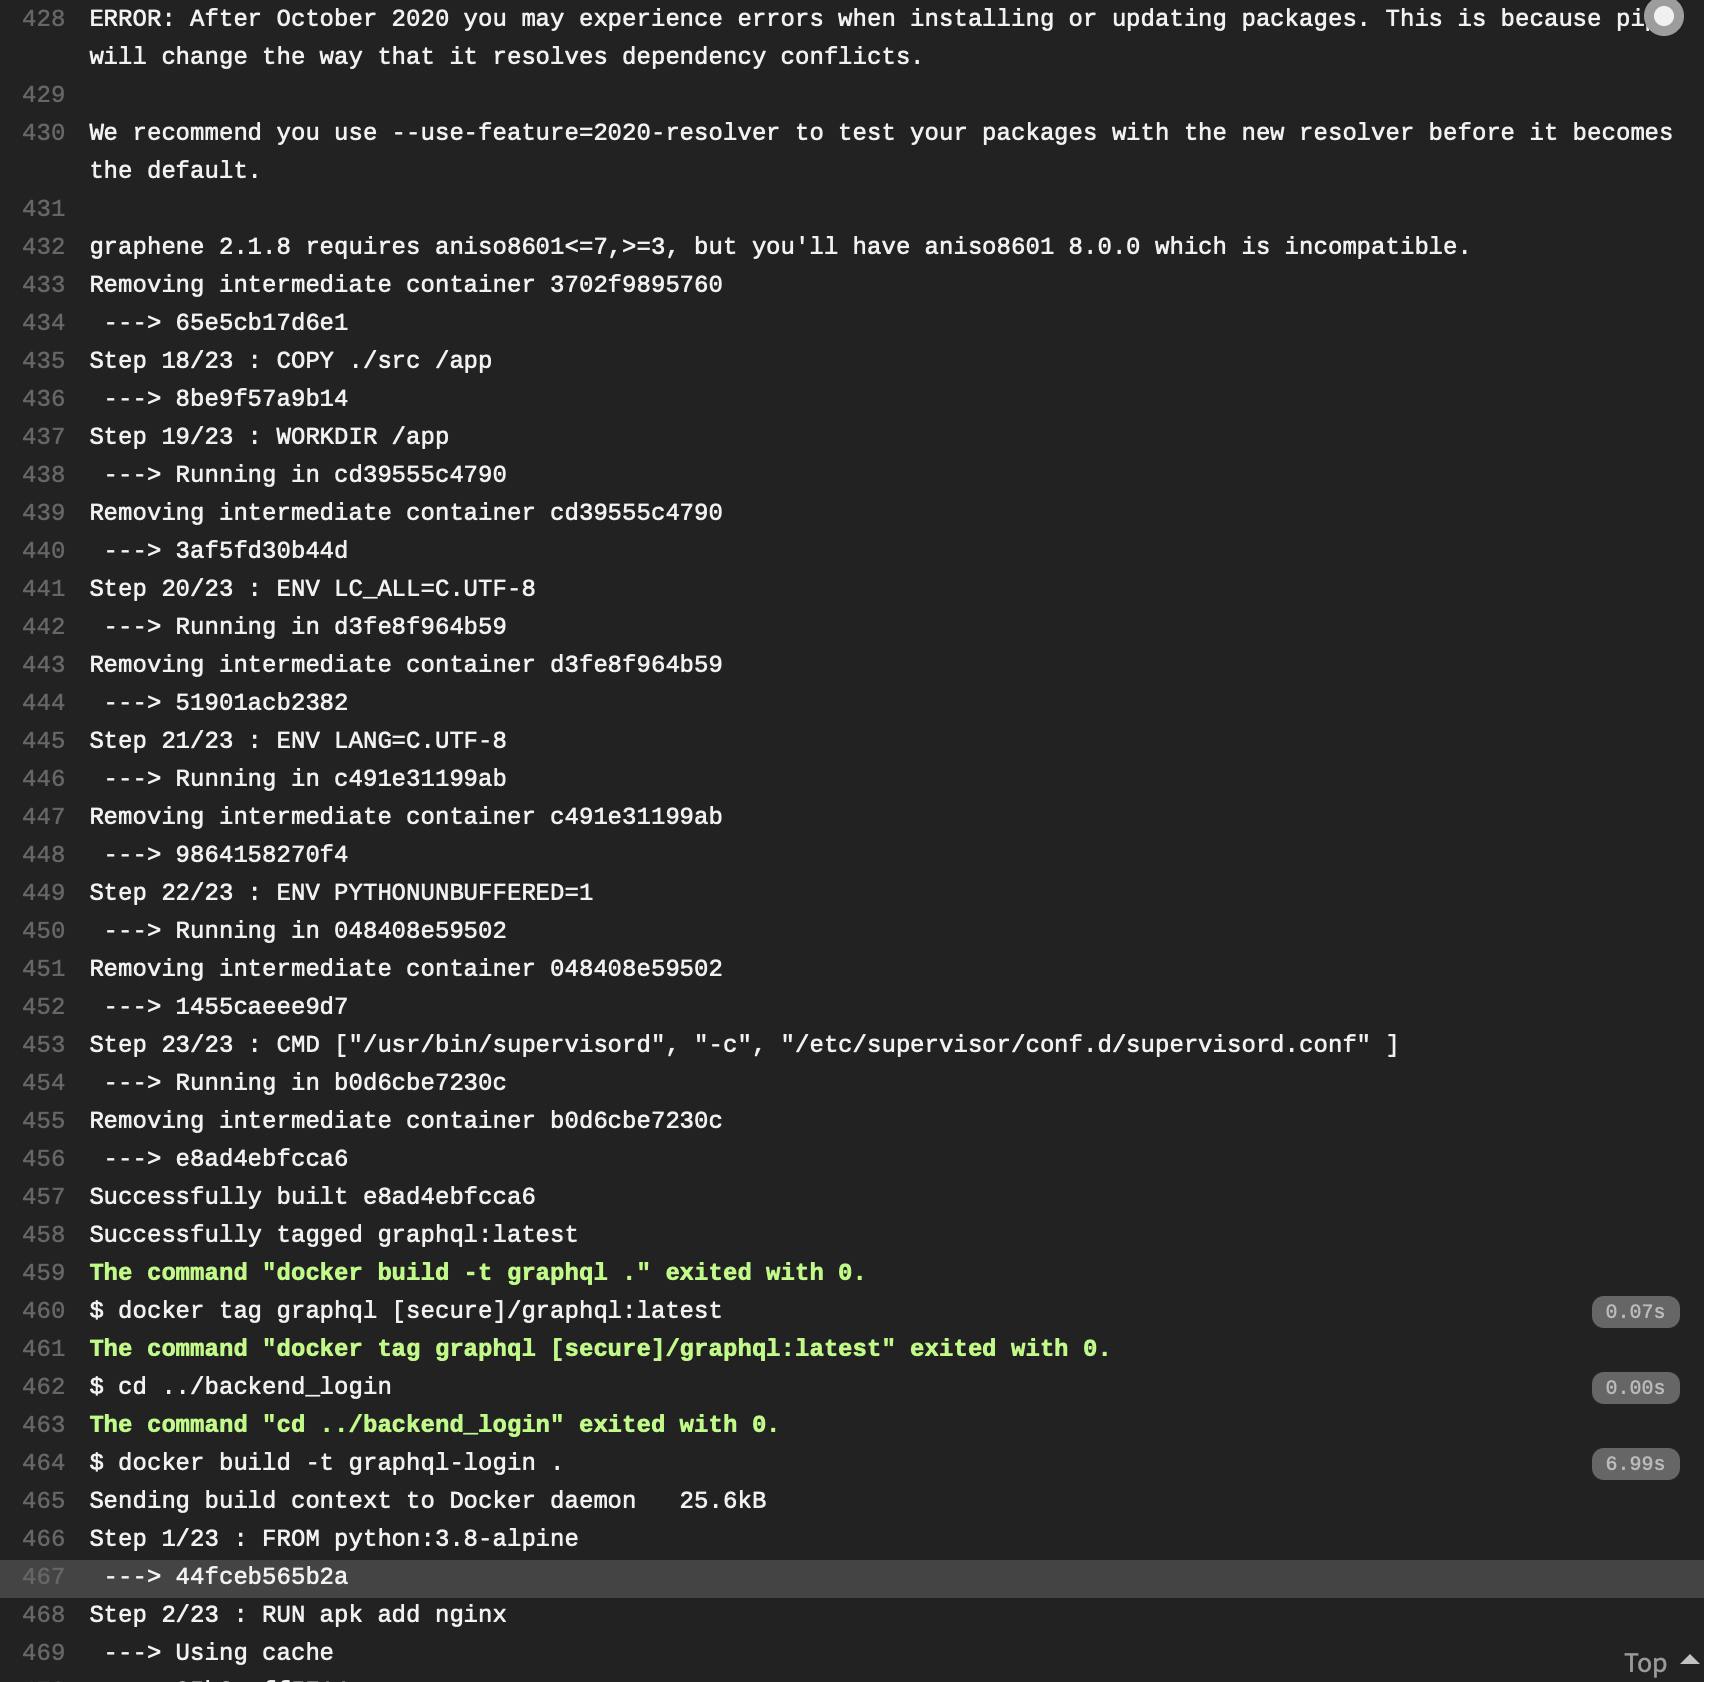 428 ERROR: After October 2020 you may experience errors when installing or updating packages. This is because
will change the way that it resolves dependency conflicts.
429
430 We recommend you use --use-feature=2020-resolver to test your packages with the new resolver before it becomes
the default.
431
432 graphene 2.1.8 requires aniso8601<=7,>=3, but you'll have aniso8601 8.0.0 which is incompatible.
433 Removing intermediate container 3702f9895760
434 ---> 65e5cb17d6e1
435 Step 18/23 : COPY ./src /app
436 ---> 8be9f57a9b14
437 Step 19/23 : WORKDIR /app
438 ---> Running in cd39555c4790
439 Removing intermediate container cd39555c4790
440 ---> 3af5fd30b44d
441 Step 20/23 : ENV LC_ALL=C.UTF-8
442 ---> Running in d3fe8f964b59
443 Removing intermediate container d3fe8f964b59
444 ---> 51901acb2382
445 Step 21/23 : ENV LANG=C.UTF-8
446 ---> Running in c491e31199ab
447 Removing intermediate container c491e31199ab
448 ---> 9864158270f4
449 Step 22/23 : ENV PYTHONUNBUFFERED=1
450 ---> Running in 048408e59502
451 Removing intermediate container 048408e59502
452 ---> 1455caeee9d7
453 Step 23/23 : CMD ["/usr/bin/supervisord", "-c", "/etc/supervisor/conf.d/supervisord.conf" ]
454 ---> Running in b0d6cbe7230c
455 Removing intermediate container b0d6cbe7230c
456 ---> e8ad4ebfcca6
457 Successfully built e8ad4ebfcca6
458 Successfully tagged graphql:latest
459 The command "docker build -t graphql ." exited with 0.
460 $ docker tag graphql [secure]/graphql:latest 0.07s
461 The command "docker tag graphql [secure]/graphql:latest" exited with 0.
462 $ cd ../backend_login 0.00s
463 The command "cd ../backend_login" exited with 0.
464 $ docker build -t graphql-login . 6.99s
465 Sending build context to Docker daemon 25.6kB
466 Step 1/23 : FROM python:3.8-alpine
467 ---> 44fceb565b2a
468 Step 2/23 : RUN apk add nginx
469 ---> Using cache
Top